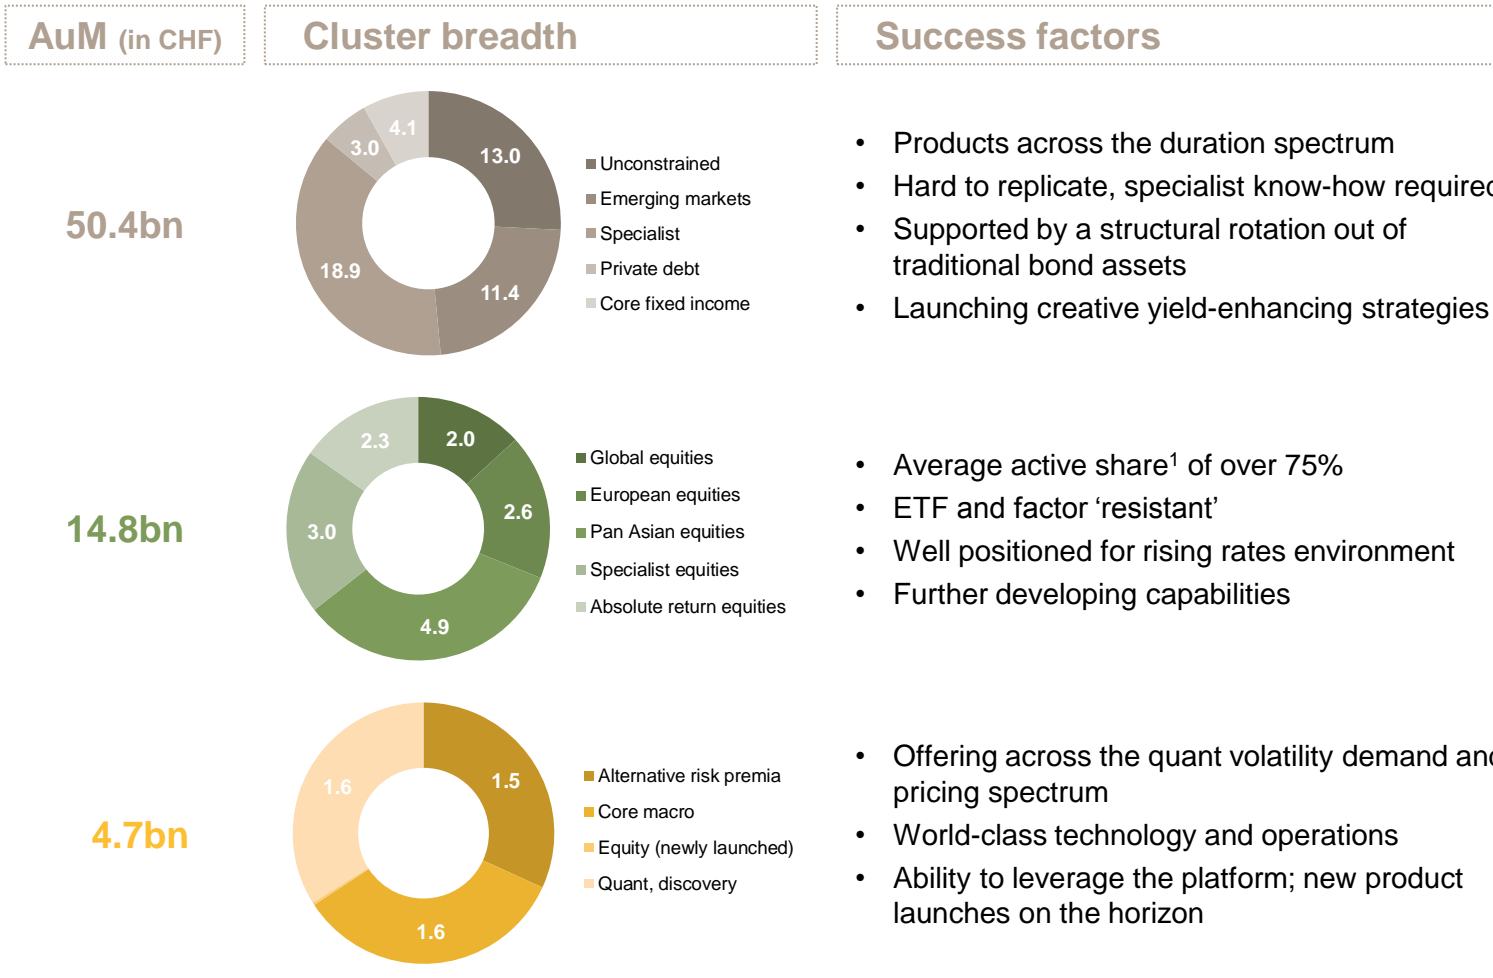 AuM (in CHF)
Cluster breadth
Success factors
50.4bn
4.1
3.0
13.0
18.9
11.4
Unconstrained
Emerging markets
Specialist
Private debt
Core fixed income
• Products across the duration spectrum
• Hard to replicate, specialist know-how required
• Supported by a structural rotation out of
traditional bond assets
• Launching creative yield-enhancing strategies
14.8bn
2.3
2.0
2.6
3.0
4.9
Global equities
European equities
Pan Asian equities
Specialist equities
Absolute return equities
• Average active share¹ of over 75%
• ETF and factor ‘resistant’
• Well positioned for rising rates environment
• Further developing capabilities
4.7bn
1.6
1.5
1.6
Alternative risk premia
Core macro
Equity (newly launched)
Quant, discovery
• Offering across the quant volatility demand and
pricing spectrum
• World-class technology and operations
• Ability to leverage the platform; new product
launches on the horizon